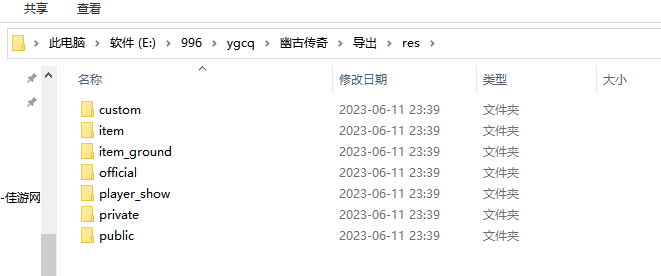 共享 查看
此电脑 > 软件 (E:) > 996 > ygcq > 幽古传奇 > 导出 > res >
名称 修改日期 类型 大小
custom 2023-06-11 23:39 文件夹
item 2023-06-11 23:39 文件夹
item_ground 2023-06-11 23:39 文件夹
official 2023-06-11 23:39 文件夹
player_show 2023-06-11 23:39 文件夹
-佳游网
private 2023-06-11 23:39 文件夹
public 2023-06-11 23:39 文件夹